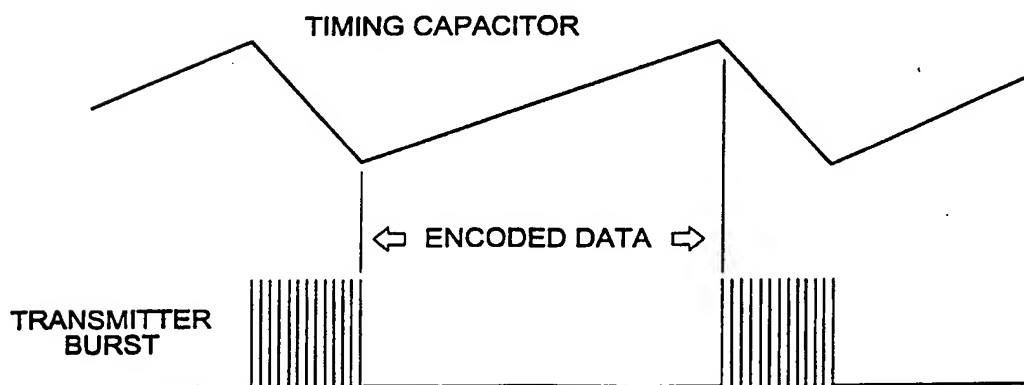 TIMING CAPACITOR
ENCODED DATA
TRANSMITTER
BURST